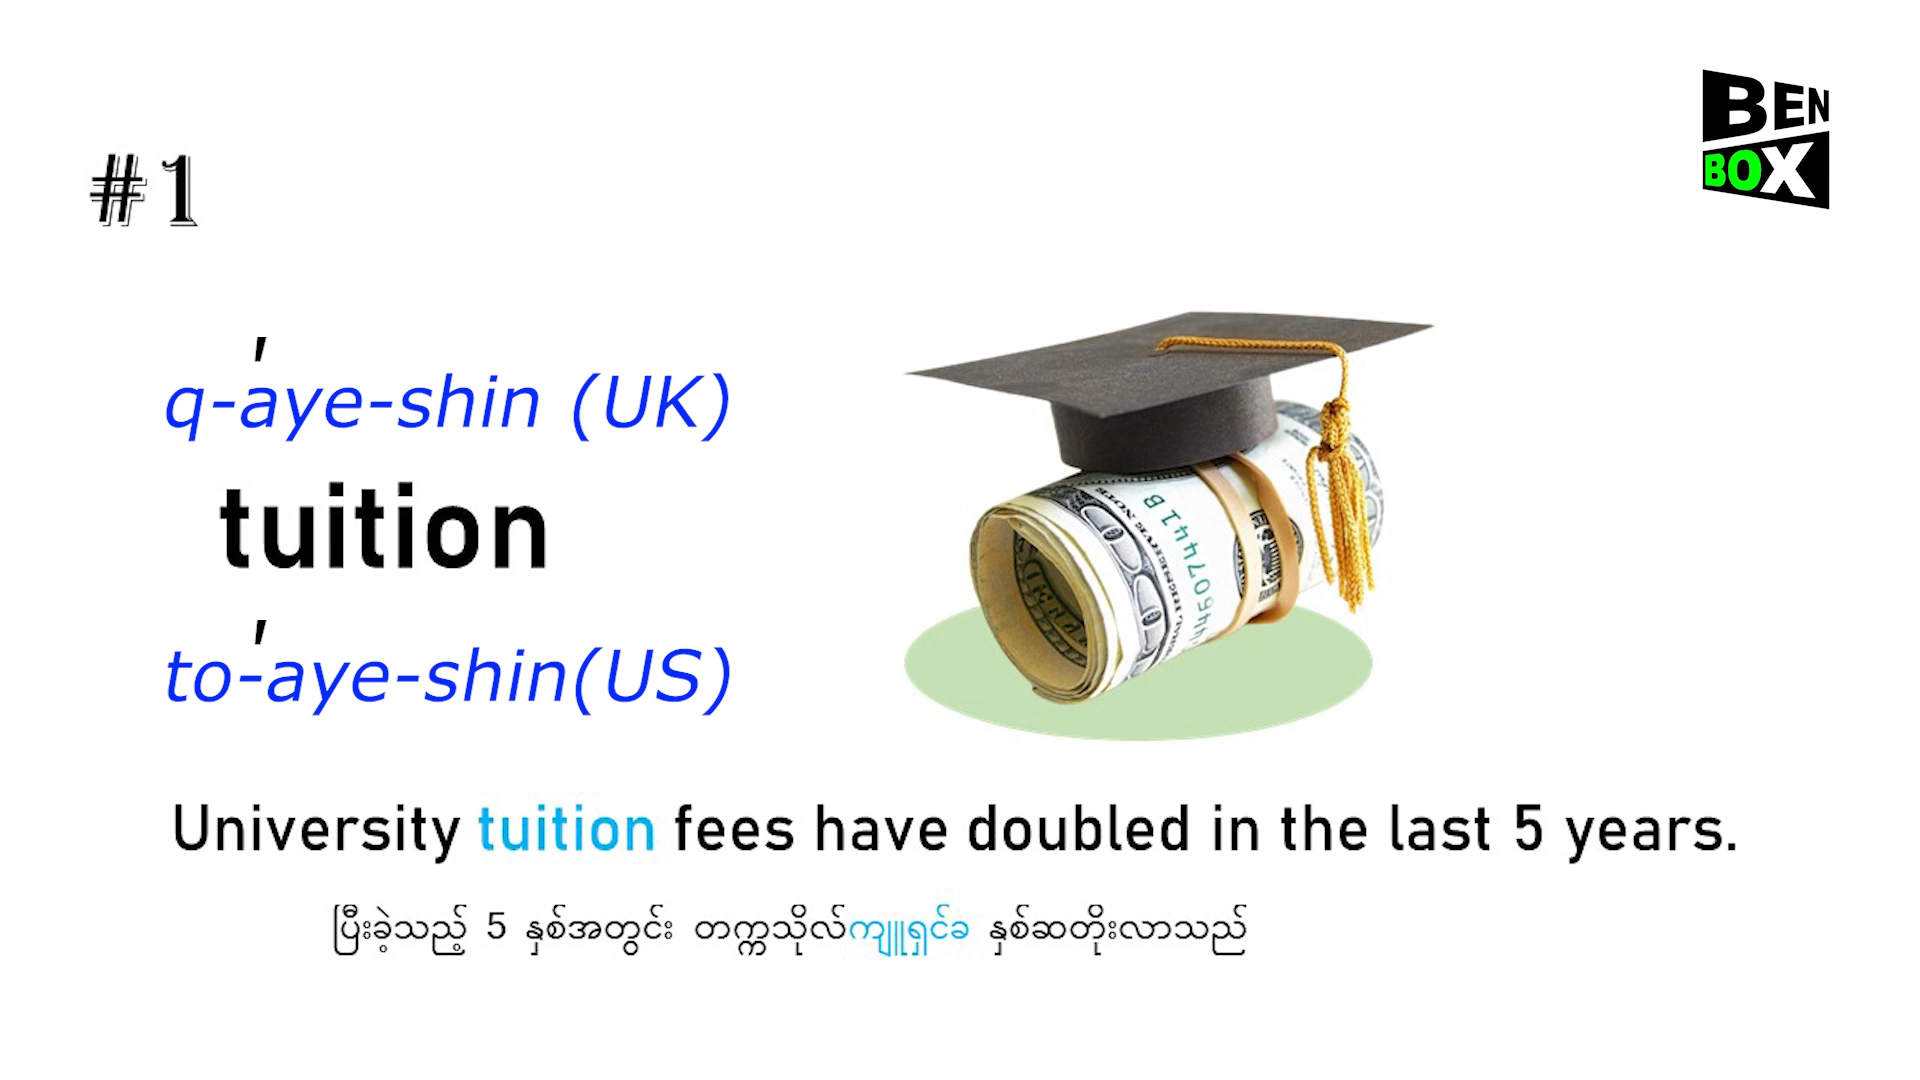 BEN
BOX
#1
q-'aye-shin (UK)
tuition
to-'aye-shin(US)
University tuition fees have doubled in the last 5 years.
ပြီးခဲ့သည့် 5 နှစ်အတွင်း တက္ကသိုလ်ကျူရှင်ခ နှစ်ဆတိုးလာသည်